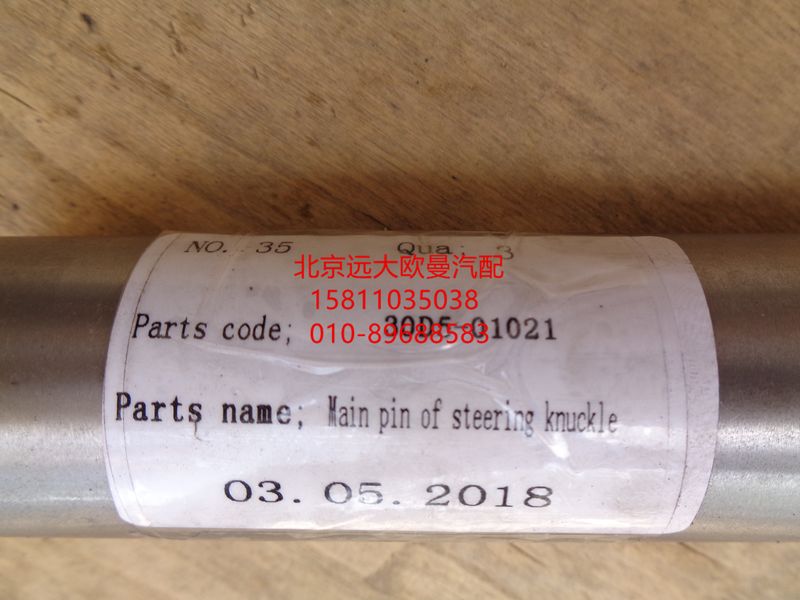 NO. 35 Qua: 3
北京远大欧曼汽配
15811035038
Parts code; 30D5-01021
010-89688583
Parts name; Main pin of steering knuckle
03. 05. 2018